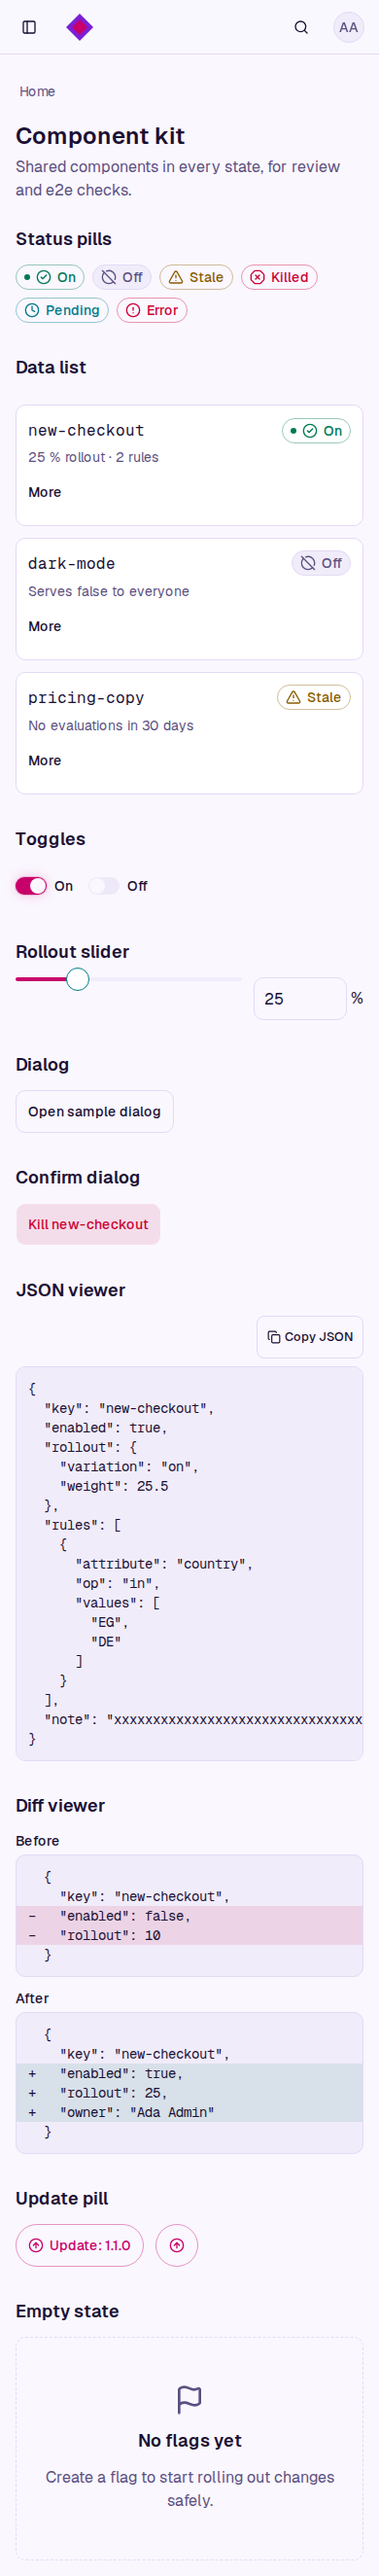 AA
Home
Component kit
Shared components in every state, for review
and e2e checks.
Status pills
On Off Stale Killed
Pending Error
Data list
new-checkout On
25 % rollout · 2 rules
More
dark-mode Off
Serves false to everyone
More
pricing-copy Stale
No evaluations in 30 days
More
Toggles
On Off
Rollout slider
25 %
Dialog
Open sample dialog
Confirm dialog
Kill new-checkout
JSON viewer
Copy JSON
{
  "key": "new-checkout",
  "enabled": true,
  "rollout": {
    "variation": "on",
    "weight": 25.5
  },
  "rules": [
    {
      "attribute": "country",
      "op": "in",
      "values": [
        "EG",
        "DE"
      ]
    }
  ],
  "note": "xxxxxxxxxxxxxxxxxxxxxxxxxxxxxxxx
}
Diff viewer
Before
  {
    "key": "new-checkout",
−   "enabled": false,
−   "rollout": 10
  }
After
  {
    "key": "new-checkout",
+   "enabled": true,
+   "rollout": 25,
+   "owner": "Ada Admin"
  }
Update pill
Update: 1.1.0
Empty state
No flags yet
Create a flag to start rolling out changes
safely.